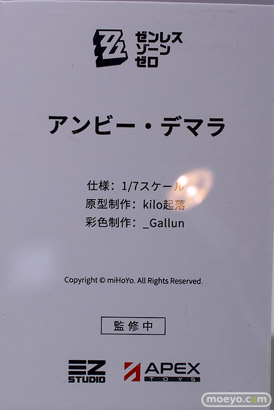 ゼンレス
ゾーン
ゼロ
アンビー・デマラ
仕様：1/7スケール
原型制作：kilo起落
彩色制作：_Gallun
Copyright © miHoYo. All Rights Reserved.
監修中
EZ STUDIO
APEX TOYS
moeyo.com